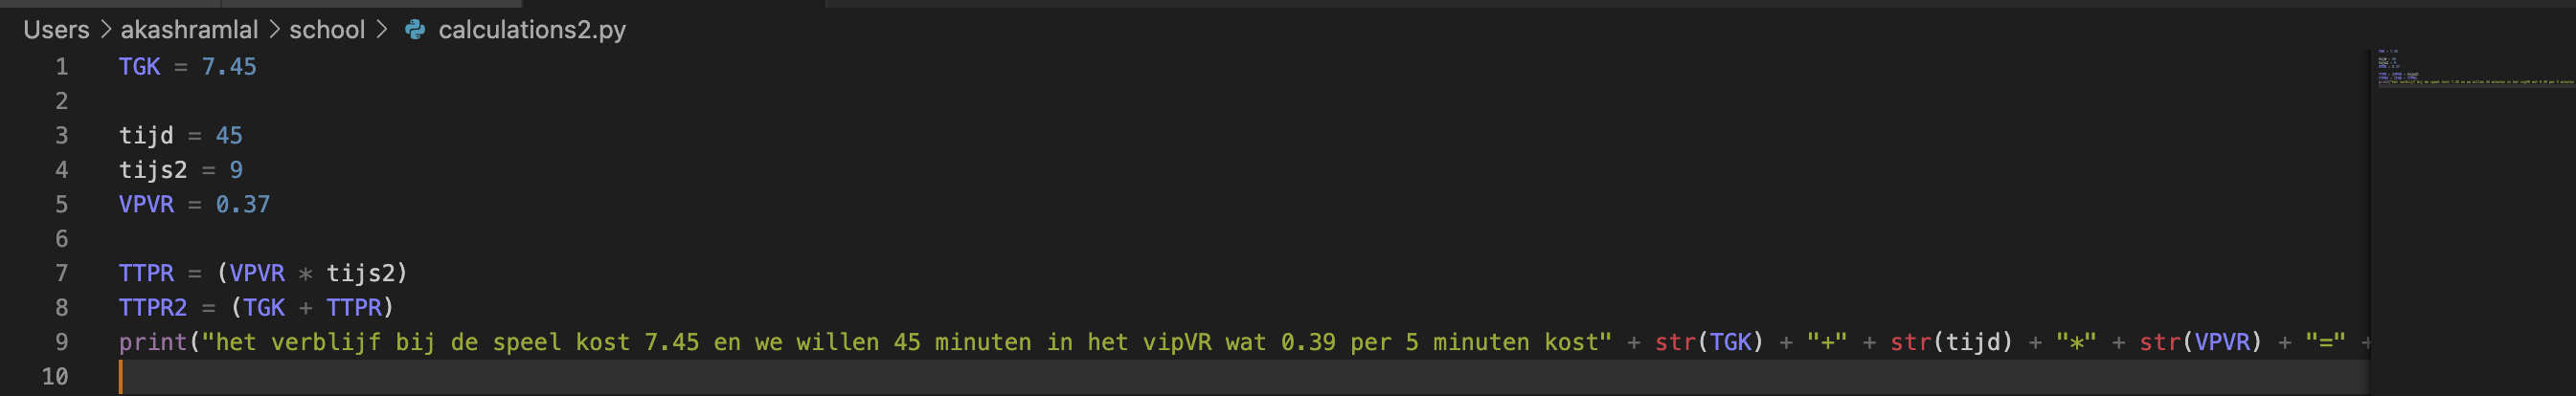 Users > akashramlal > school > calculations2.py
1 TGK = 7.45
2
3 tijd = 45
4 tijs2 = 9
5 VPVR = 0.37
6
7 TTPR = (VPVR * tijs2)
8 TTPR2 = (TGK + TTPR)
9 print("het verblijf bij de speel kost 7.45 en we willen 45 minuten in het vipVR wat 0.39 per 5 minuten kost" + str(TGK) + "+" + str(tijd) + "*" + str(VPVR) + "=" +
10